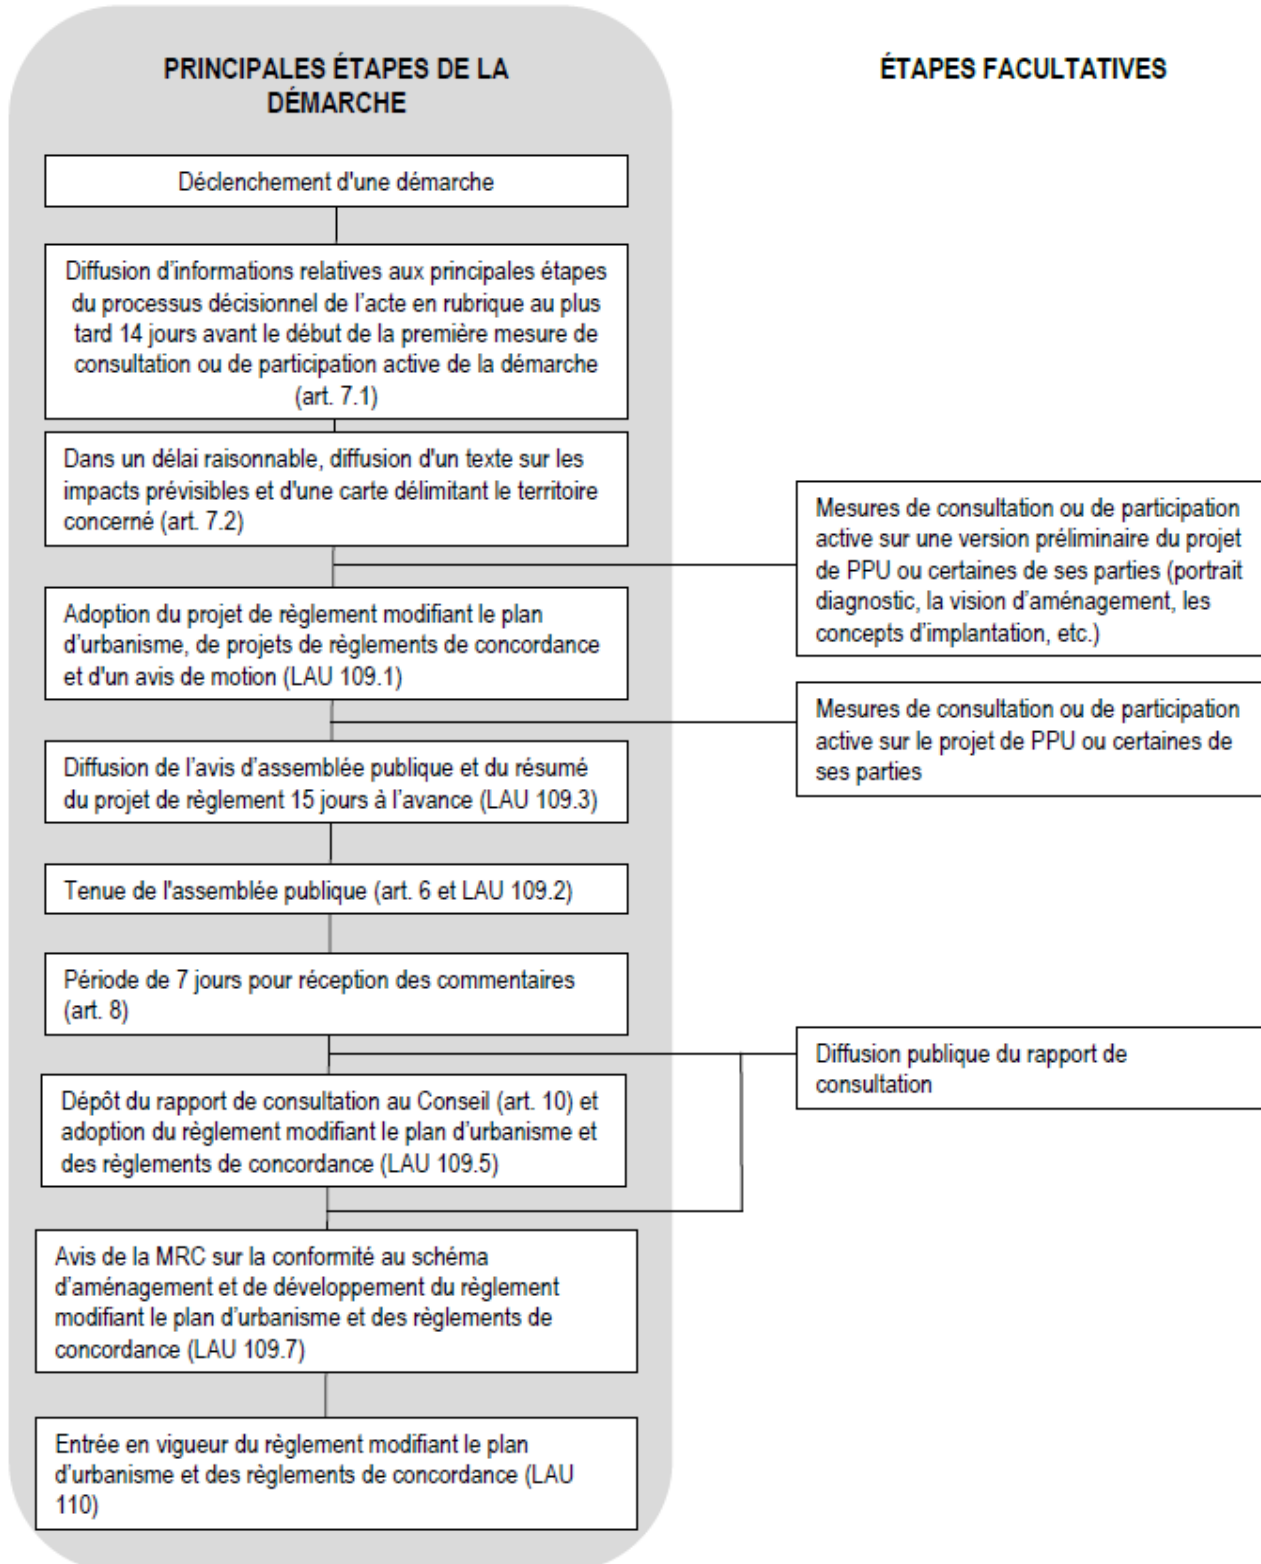 PRINCIPALES ÉTAPES DE LA
DÉMARCHE
ÉTAPES FACULTATIVES
Déclenchement d'une démarche
Diffusion d’informations relatives aux principales étapes
du processus décisionnel de l’acte en rubrique au plus
tard 14 jours avant le début de la première mesure de
consultation ou de participation active de la démarche
(art. 7.1)
Dans un délai raisonnable, diffusion d'un texte sur les
impacts prévisibles et d'une carte délimitant le territoire
concerné (art. 7.2)
Mesures de consultation ou de participation
active sur une version préliminaire du projet
de PPU ou certaines de ses parties (portrait
diagnostic, la vision d’aménagement, les
concepts d’implantation, etc.)
Adoption du projet de règlement modifiant le plan
d’urbanisme, de projets de règlements de concordance
et d'un avis de motion (LAU 109.1)
Mesures de consultation ou de participation
active sur le projet de PPU ou certaines de
ses parties
Diffusion de l’avis d’assemblée publique et du résumé
du projet de règlement 15 jours à l’avance (LAU 109.3)
Tenue de l'assemblée publique (art. 6 et LAU 109.2)
Période de 7 jours pour réception des commentaires
(art. 8)
Diffusion publique du rapport de
consultation
Dépôt du rapport de consultation au Conseil (art. 10) et
adoption du règlement modifiant le plan d’urbanisme et
des règlements de concordance (LAU 109.5)
Avis de la MRC sur la conformité au schéma
d’aménagement et de développement du règlement
modifiant le plan d’urbanisme et des règlements de
concordance (LAU 109.7)
Entrée en vigueur du règlement modifiant le plan
d’urbanisme et des règlements de concordance (LAU
110)